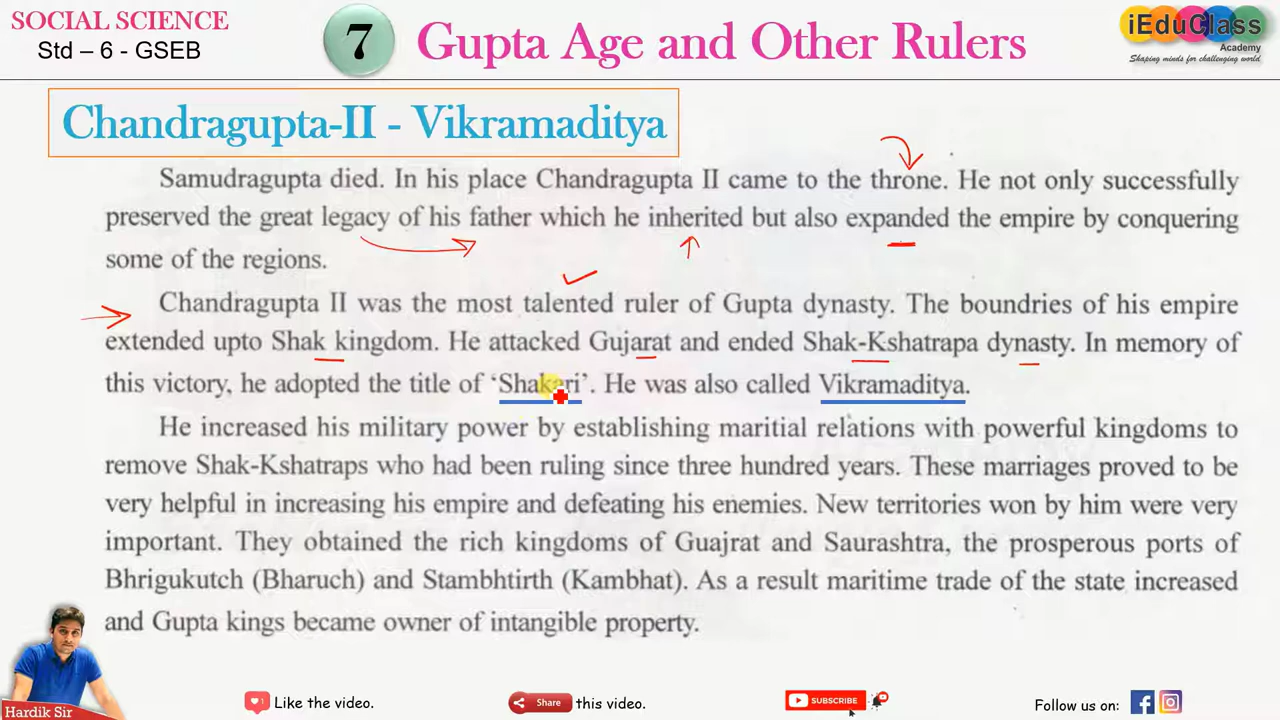 SOCIAL SCIENCE
Std – 6 - GSEB
7
Gupta Age and Other Rulers
iEduClass
Academy
Shaping minds for challenging world
Chandragupta-II - Vikramaditya
Samudragupta died. In his place Chandragupta II came to the throne. He not only successfully
preserved the great legacy of his father which he inherited but also expanded the empire by conquering
some of the regions.
Chandragupta II was the most talented ruler of Gupta dynasty. The boundries of his empire
extended upto Shak kingdom. He attacked Gujarat and ended Shak-Kshatrapa dynasty. In memory of
this victory, he adopted the title of ‘Shakari’. He was also called Vikramaditya.
He increased his military power by establishing maritial relations with powerful kingdoms to
remove Shak-Kshatraps who had been ruling since three hundred years. These marriages proved to be
very helpful in increasing his empire and defeating his enemies. New territories won by him were very
important. They obtained the rich kingdoms of Guajrat and Saurashtra, the prosperous ports of
Bhrigukutch (Bharuch) and Stambhtirth (Kambhat). As a result maritime trade of the state increased
and Gupta kings became owner of intangible property.
Hardik Sir
Like the video.
Share this video.
SUBSCRIBE
Follow us on: